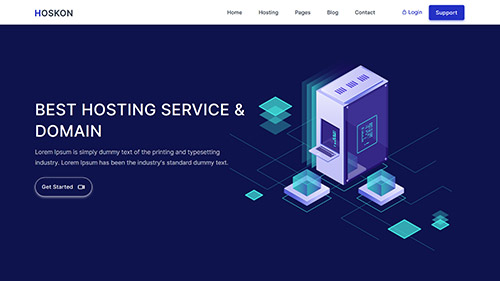 HOSKON
Home Hosting Pages Blog Contact Login Support
BEST HOSTING SERVICE &
DOMAIN
Lorem Ipsum is simply dummy text of the printing and typesetting
industry. Lorem Ipsum has been the industry's standard dummy text.
Get Started